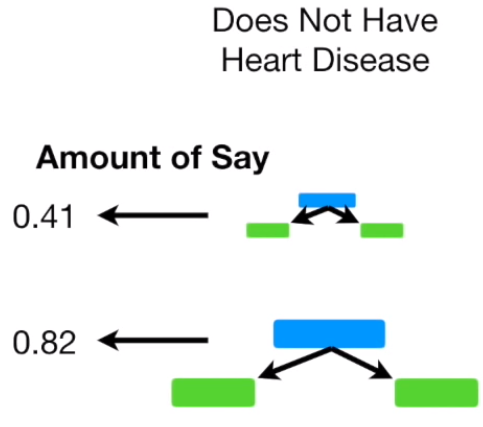 Does Not Have
Heart Disease
Amount of Say
0.41
0.82